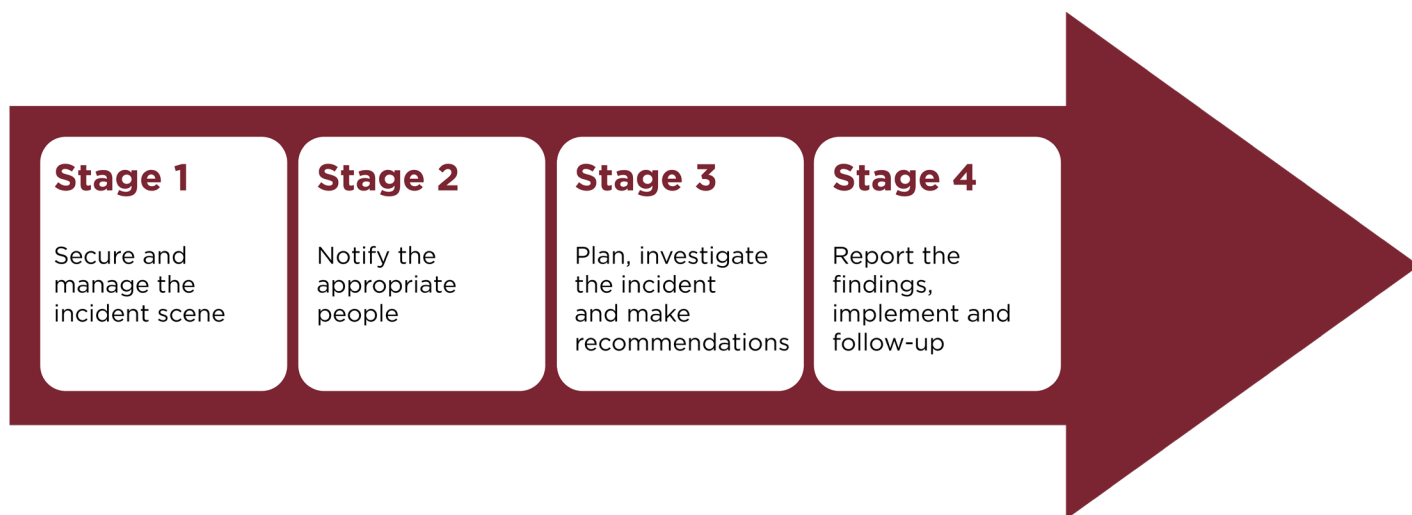 Stage 1
Secure and
manage the
incident scene
Stage 2
Notify the
appropriate
people
Stage 3
Plan, investigate
the incident
and make
recommendations
Stage 4
Report the
findings,
implement and
follow-up